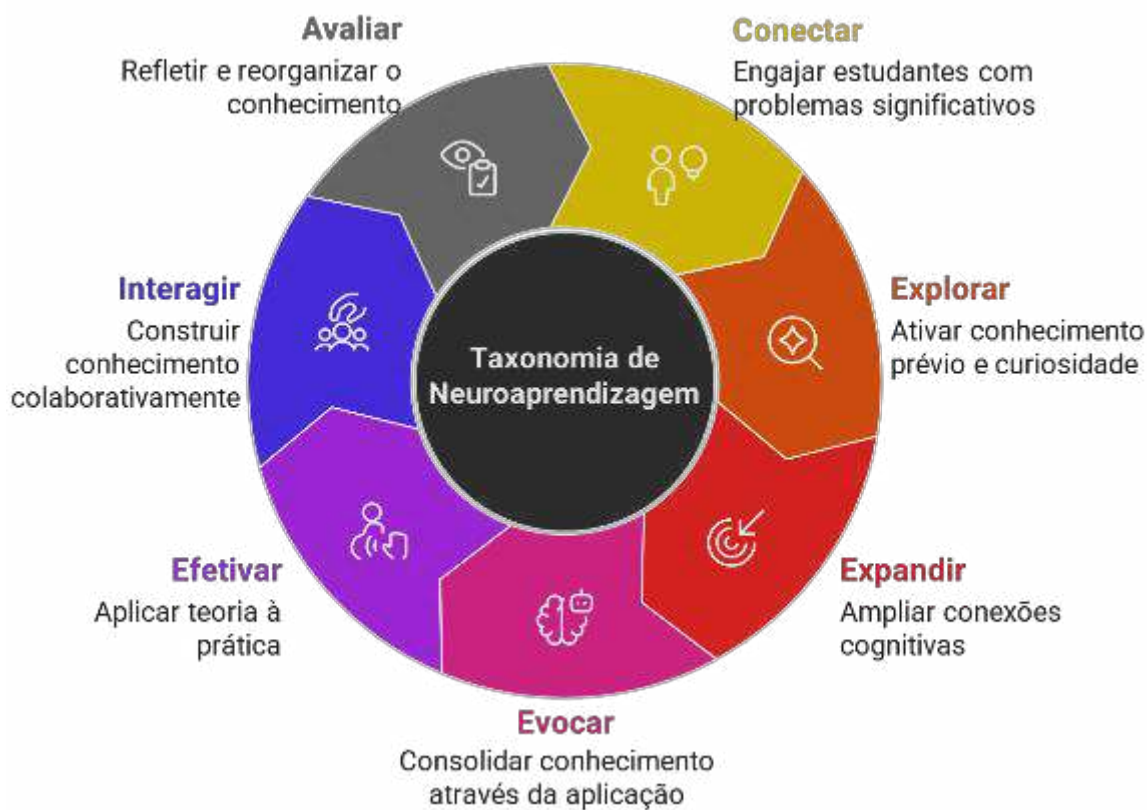 Avaliar
Refletir e reorganizar o
conhecimento
Conectar
Engajar estudantes com
problemas significativos
Interagir
Construir
conhecimento
colaborativamente
Taxonomia de
Neuroaprendizagem
Explorar
Ativar conhecimento
prévio e curiosidade
Efetivar
Aplicar teoria à
prática
Expandir
Ampliar conexões
cognitivas
Evocar
Consolidar conhecimento
através da aplicação